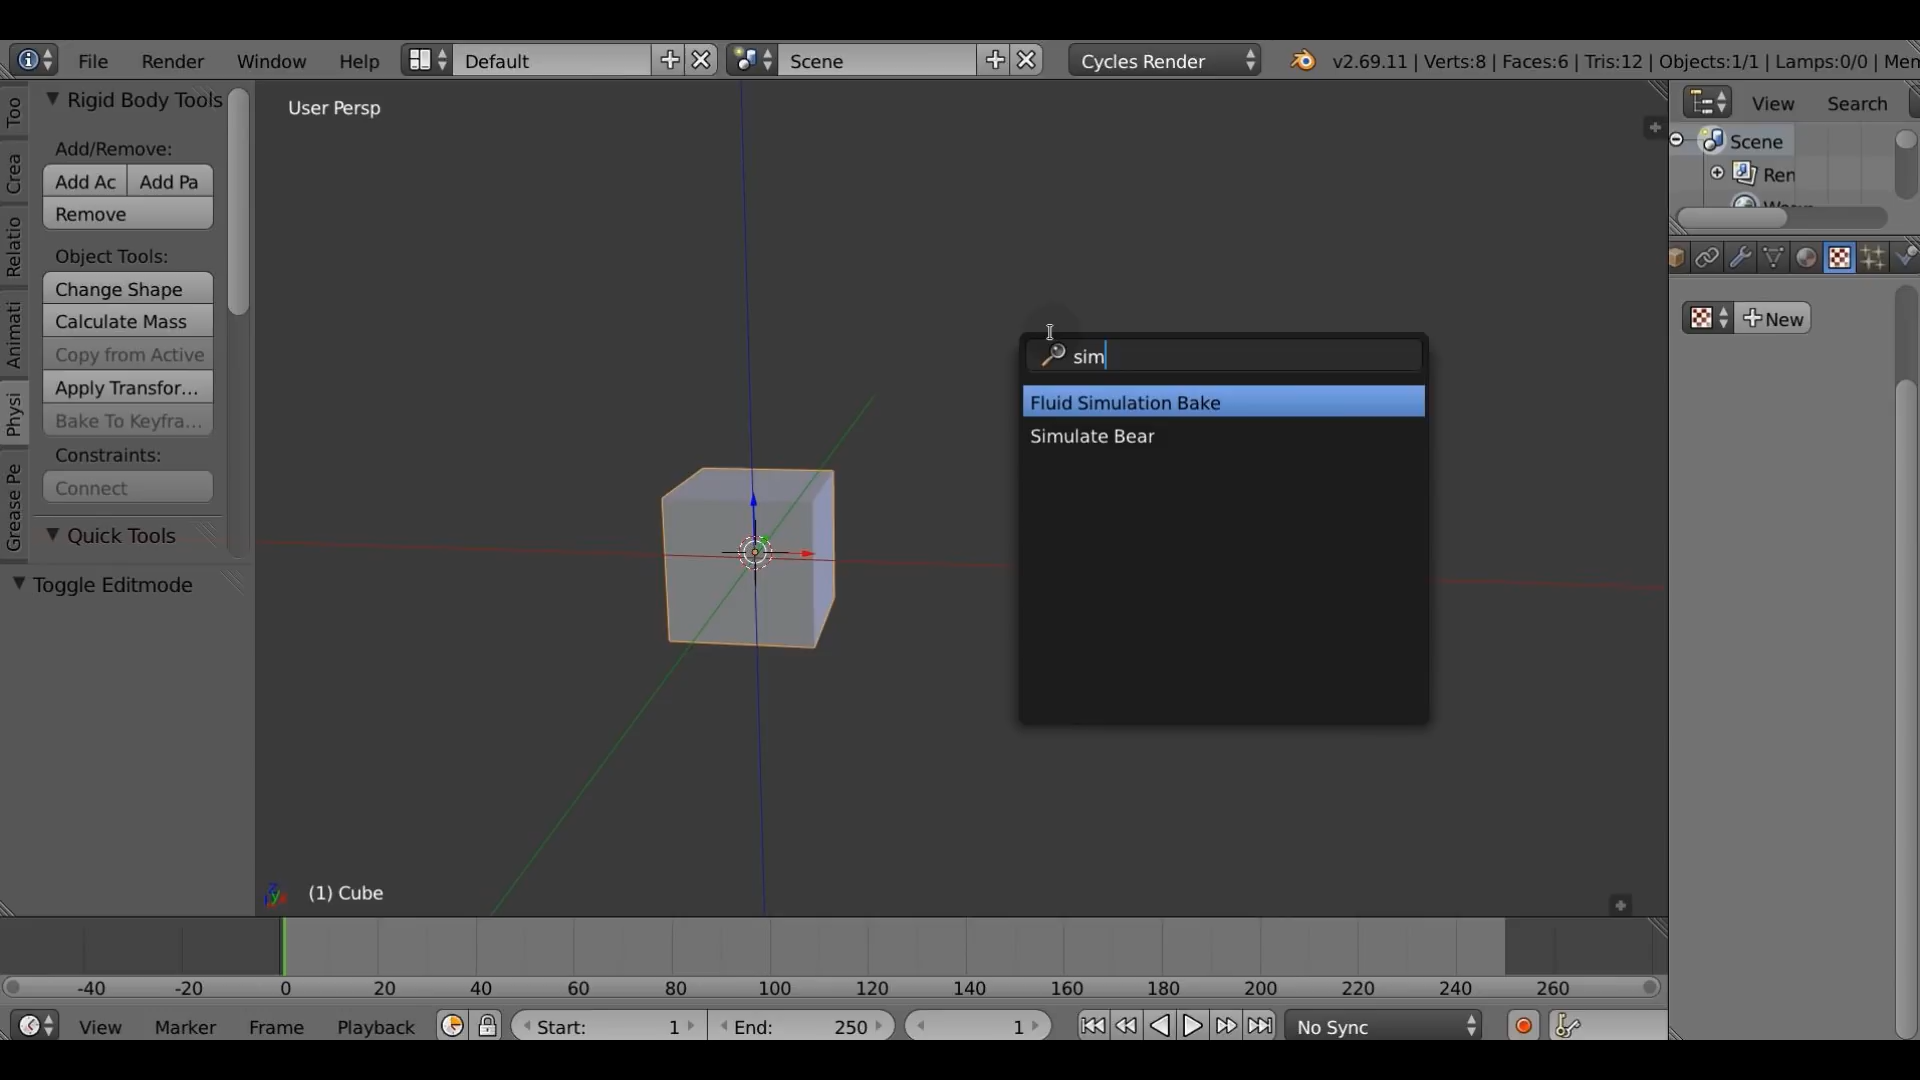 File Render Window Help Default Scene Cycles Render v2.69.11 | Verts:8 | Faces:6 | Tris:12 | Objects:1/1 | Lamps:0/0 | Mem
Too
Crea
Relatio
Animati
Physi
Grease Pe
Rigid Body Tools
Add/Remove:
Add Ac Add Pa
Remove
Object Tools:
Change Shape
Calculate Mass
Copy from Active
Apply Transfor...
Bake To Keyfra...
Constraints:
Connect
Quick Tools
Toggle Editmode
User Persp
sim
Fluid Simulation Bake
Simulate Bear
(1) Cube
View Search
Scene
Ren
New
-40 -20 0 20 40 60 80 100 120 140 160 180 200 220 240 260
View Marker Frame Playback Start: 1 End: 250 1 No Sync